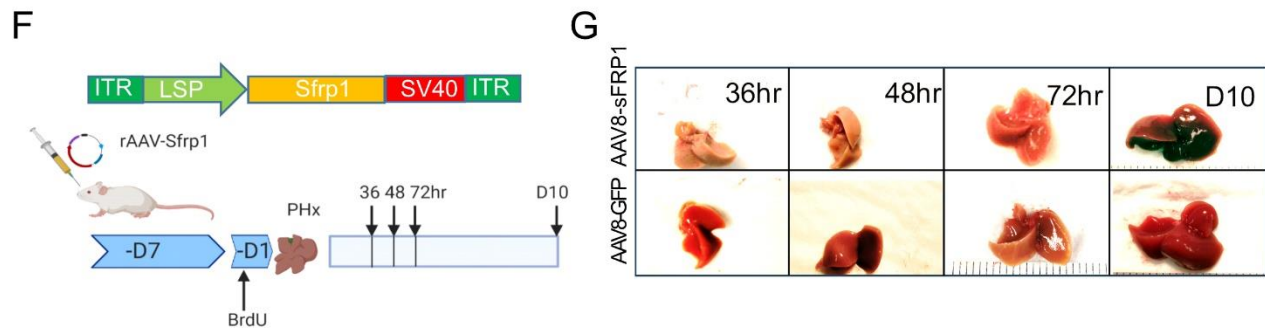 F
ITR LSP Sfrp1 SV40 ITR
rAAV-Sfrp1
36 48 72hr D10
PHx
-D7 -D1
BrdU
G
AAV8-sFRP1 36hr 48hr 72hr D10
AAV8-GFP